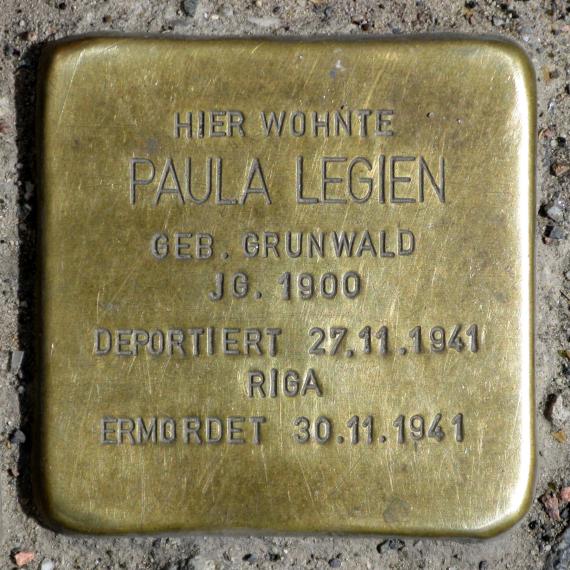 HIER WOHNTE
PAULA LEGIEN
GEB. GRUNWALD
JG. 1900
DEPORTIERT 27.11.1941
RIGA
ERMORDET 30.11.1941